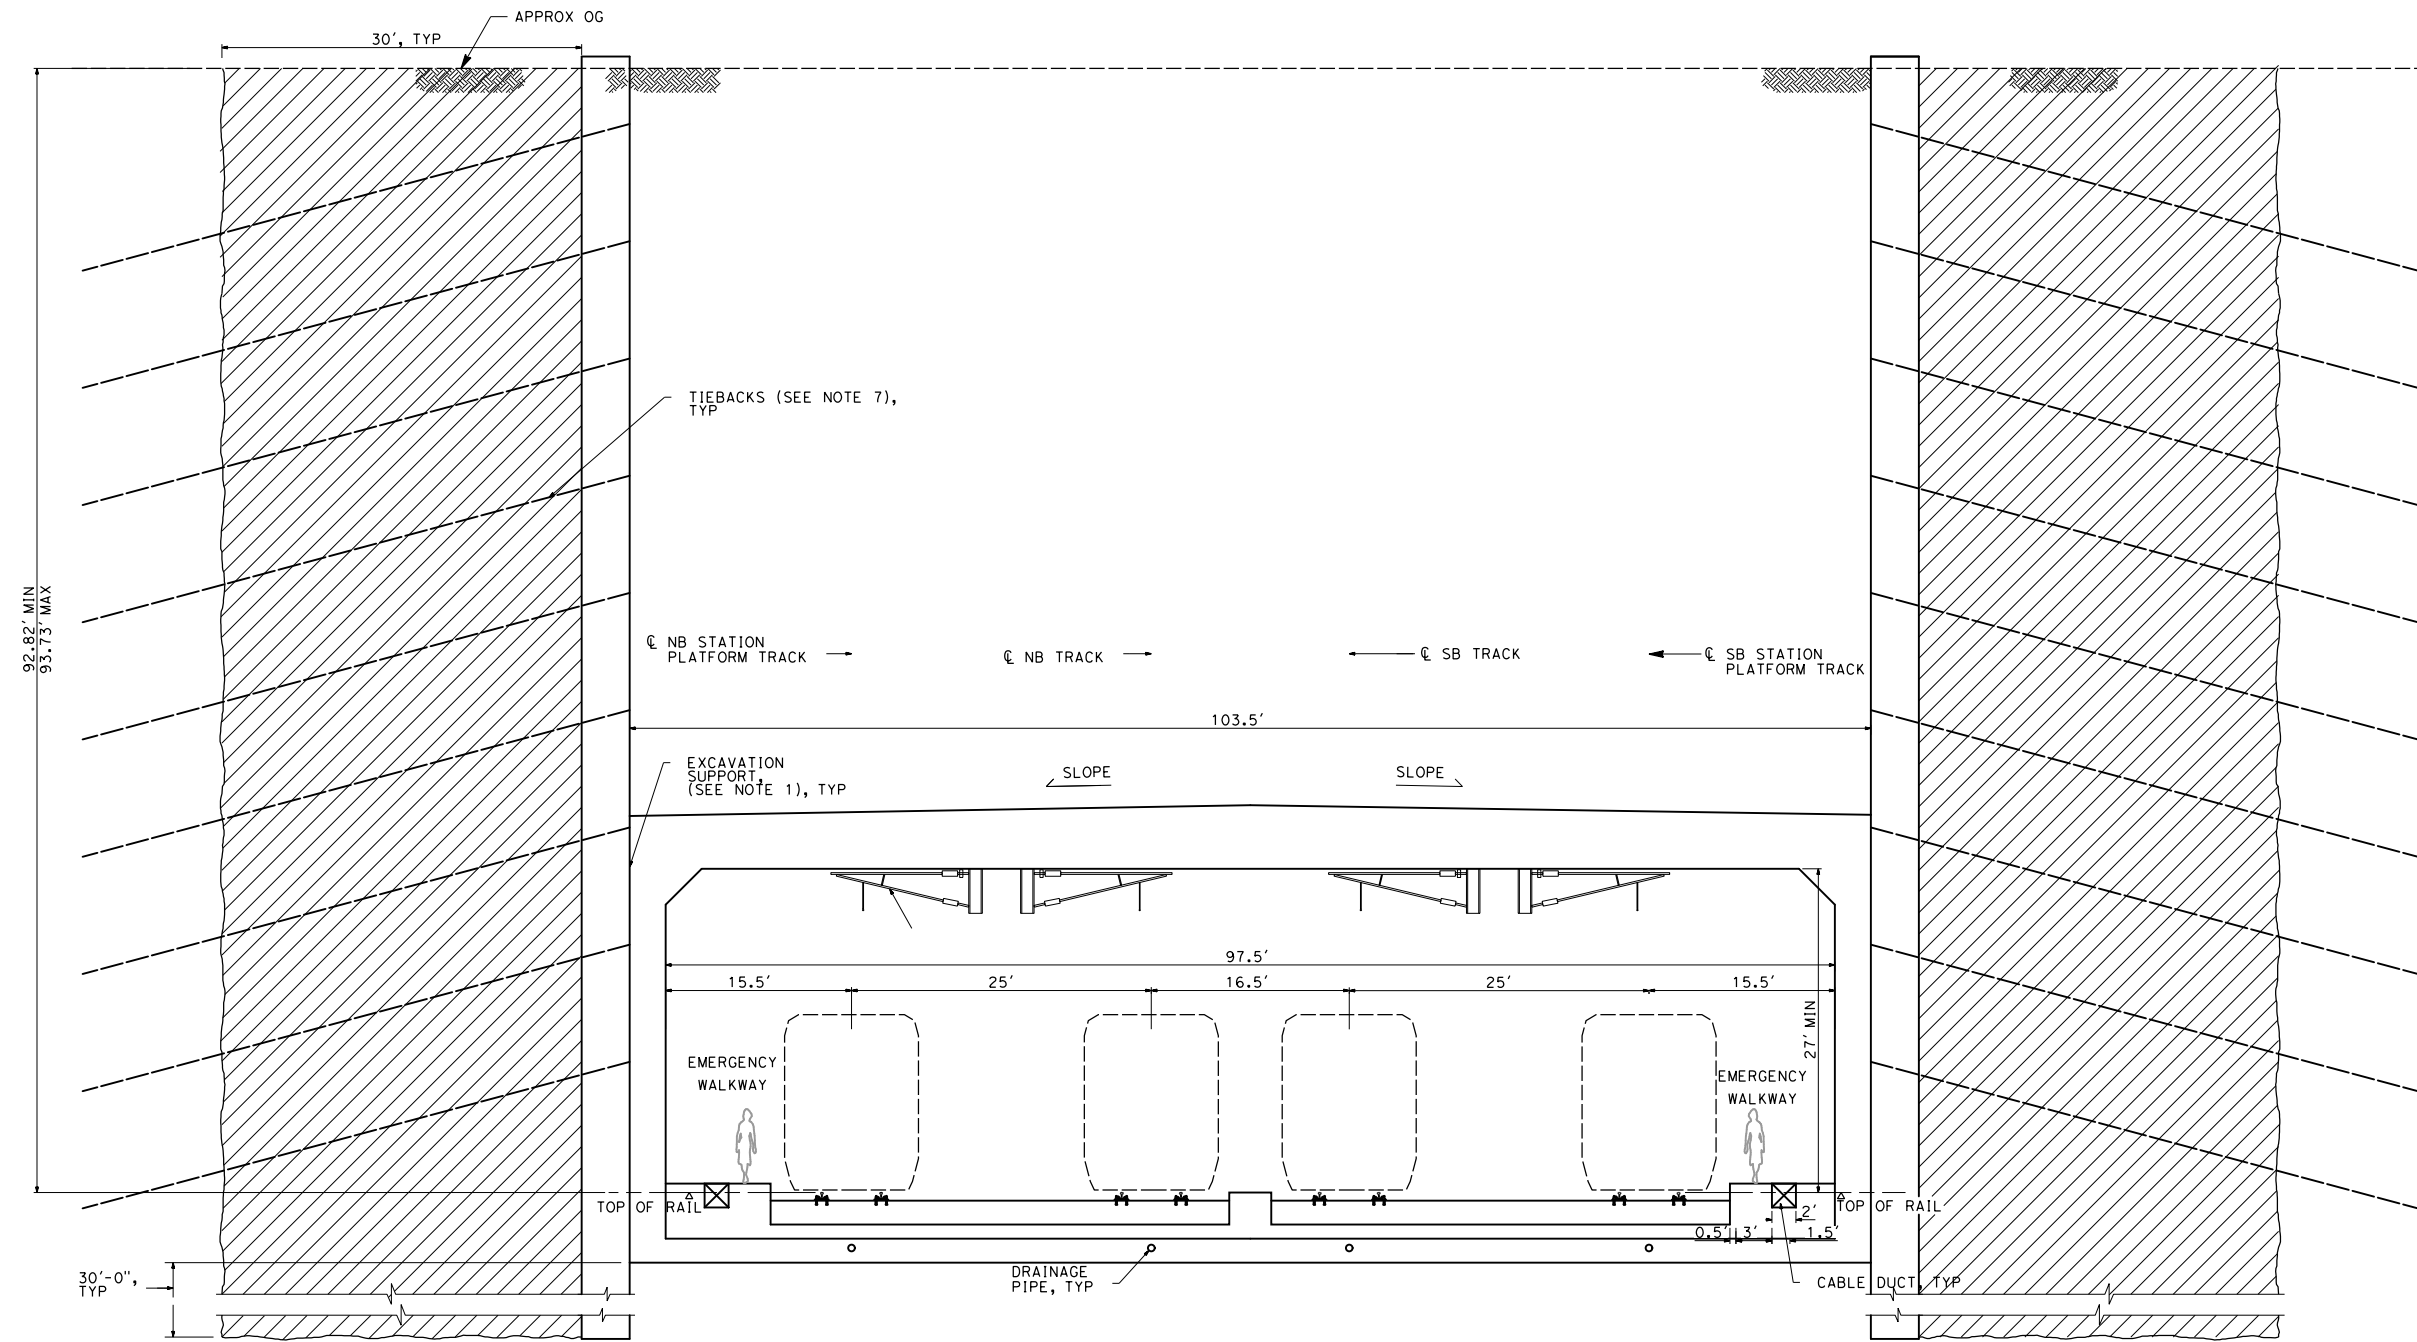 APPROX OG
30', TYP
TIEBACKS (SEE NOTE 7),
TYP
92.82' MIN
93.73' MAX
℄ NB STATION
PLATFORM TRACK
℄ NB TRACK
℄ SB TRACK
℄ SB STATION
PLATFORM TRACK
103.5'
EXCAVATION
SUPPORT,
(SEE NOTE 1), TYP
SLOPE
SLOPE
97.5'
15.5'
25'
16.5'
25'
15.5'
27' MIN
EMERGENCY
WALKWAY
EMERGENCY
WALKWAY
TOP OF RAIL
TOP OF RAIL
2'
0.5'
3'
1.5'
30'-0",
TYP
DRAINAGE
PIPE, TYP
CABLE DUCT, TYP